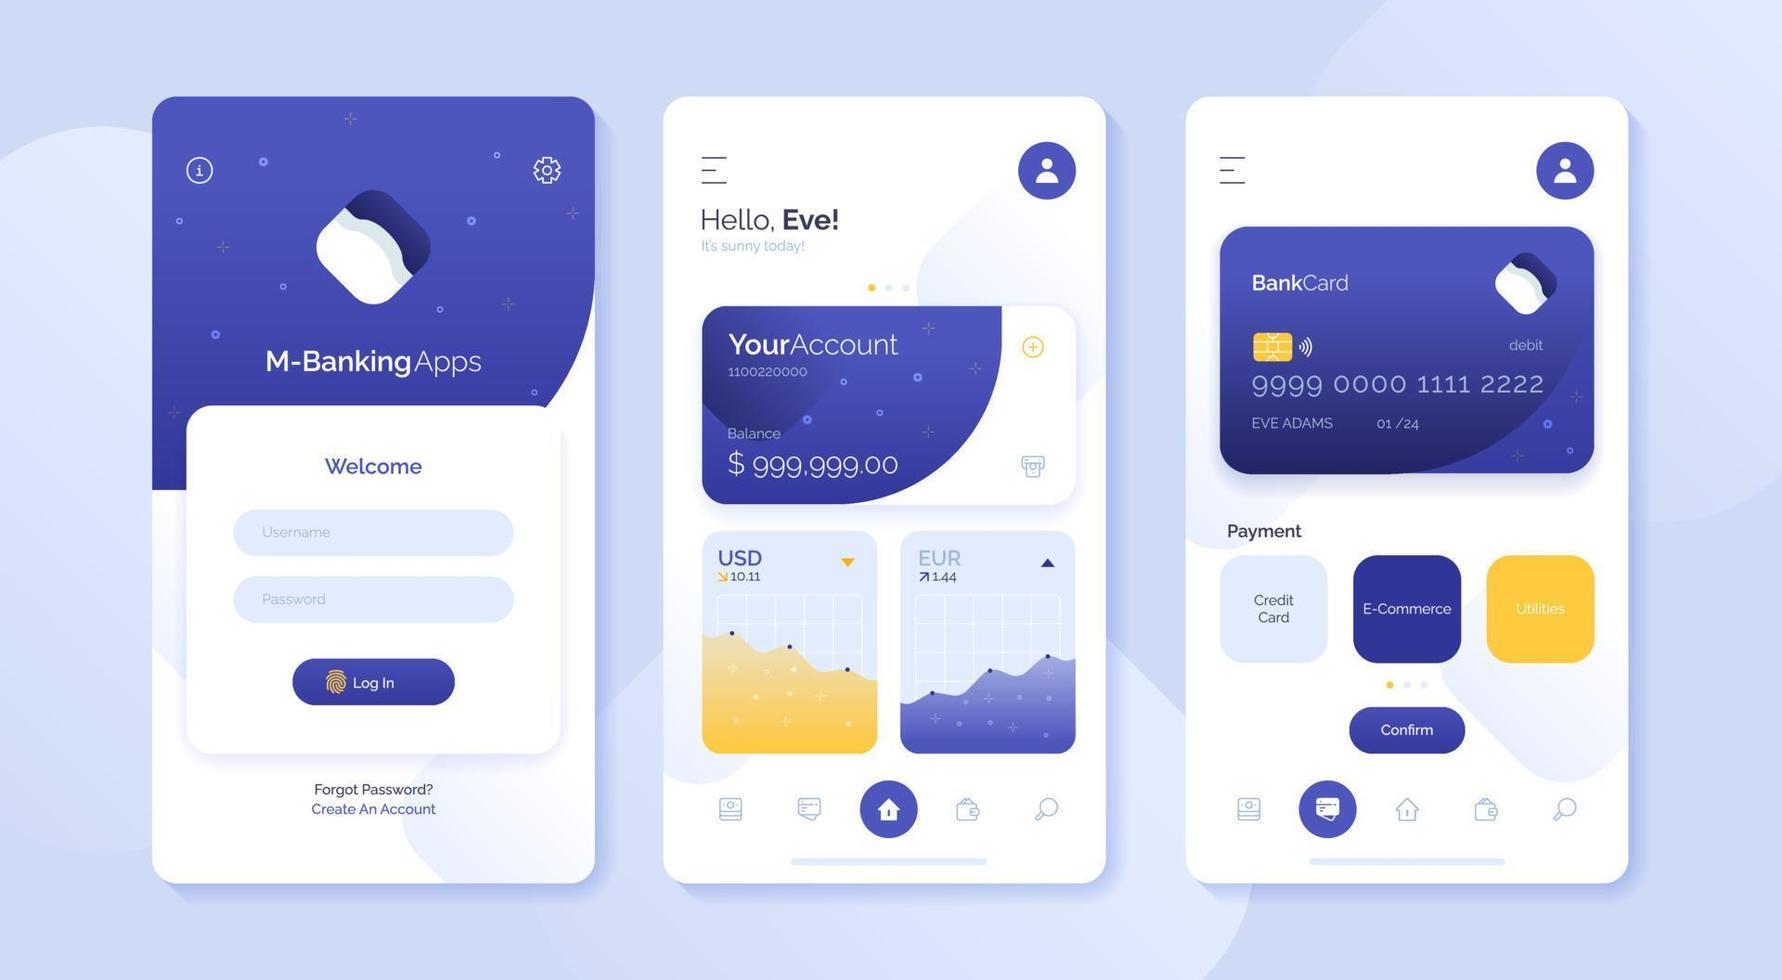 M-Banking Apps
Welcome
Username
Password
Log In
Forgot Password?
Create An Account
Hello, Eve!
It's sunny today!
YourAccount
1100220000
Balance
$ 999,999.00
USD
10.11
EUR
1.44
BankCard
debit
9999 0000 1111 2222
EVE ADAMS 01 /24
Payment
Credit
Card
E-Commerce
Utilities
Confirm